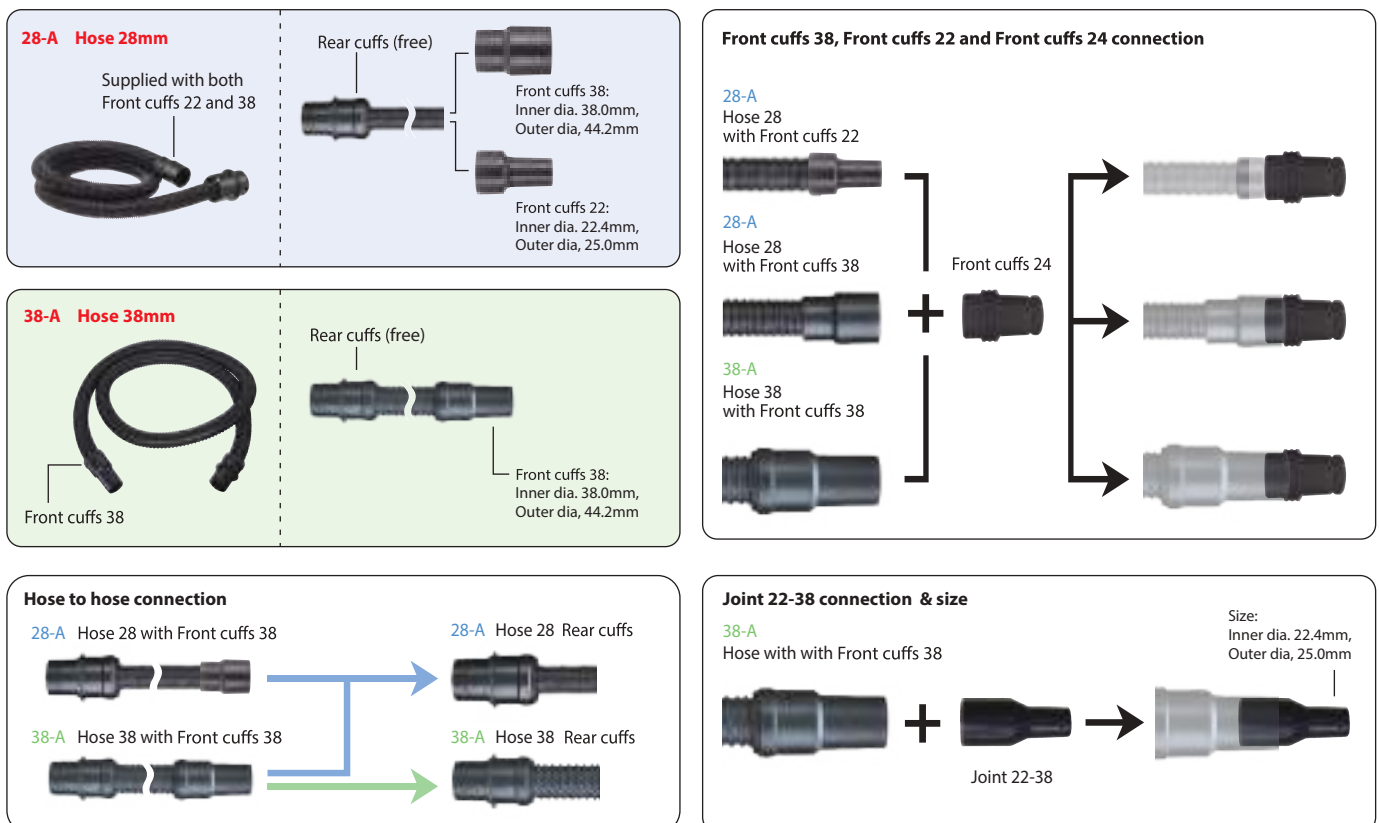 28-A Hose 28mm
Supplied with both
Front cuffs 22 and 38
Rear cuffs (free)
Front cuffs 38:
Inner dia. 38.0mm,
Outer dia, 44.2mm
Front cuffs 22:
Inner dia. 22.4mm,
Outer dia, 25.0mm
38-A Hose 38mm
Front cuffs 38
Rear cuffs (free)
Front cuffs 38:
Inner dia. 38.0mm,
Outer dia, 44.2mm
Hose to hose connection
28-A Hose 28 with Front cuffs 38
28-A Hose 28 Rear cuffs
38-A Hose 38 with Front cuffs 38
38-A Hose 38 Rear cuffs
Front cuffs 38, Front cuffs 22 and Front cuffs 24 connection
28-A
Hose 28
with Front cuffs 22
28-A
Hose 28
with Front cuffs 38
Front cuffs 24
38-A
Hose 38
with Front cuffs 38
Joint 22-38 connection & size
38-A
Hose with with Front cuffs 38
Joint 22-38
Size:
Inner dia. 22.4mm,
Outer dia, 25.0mm